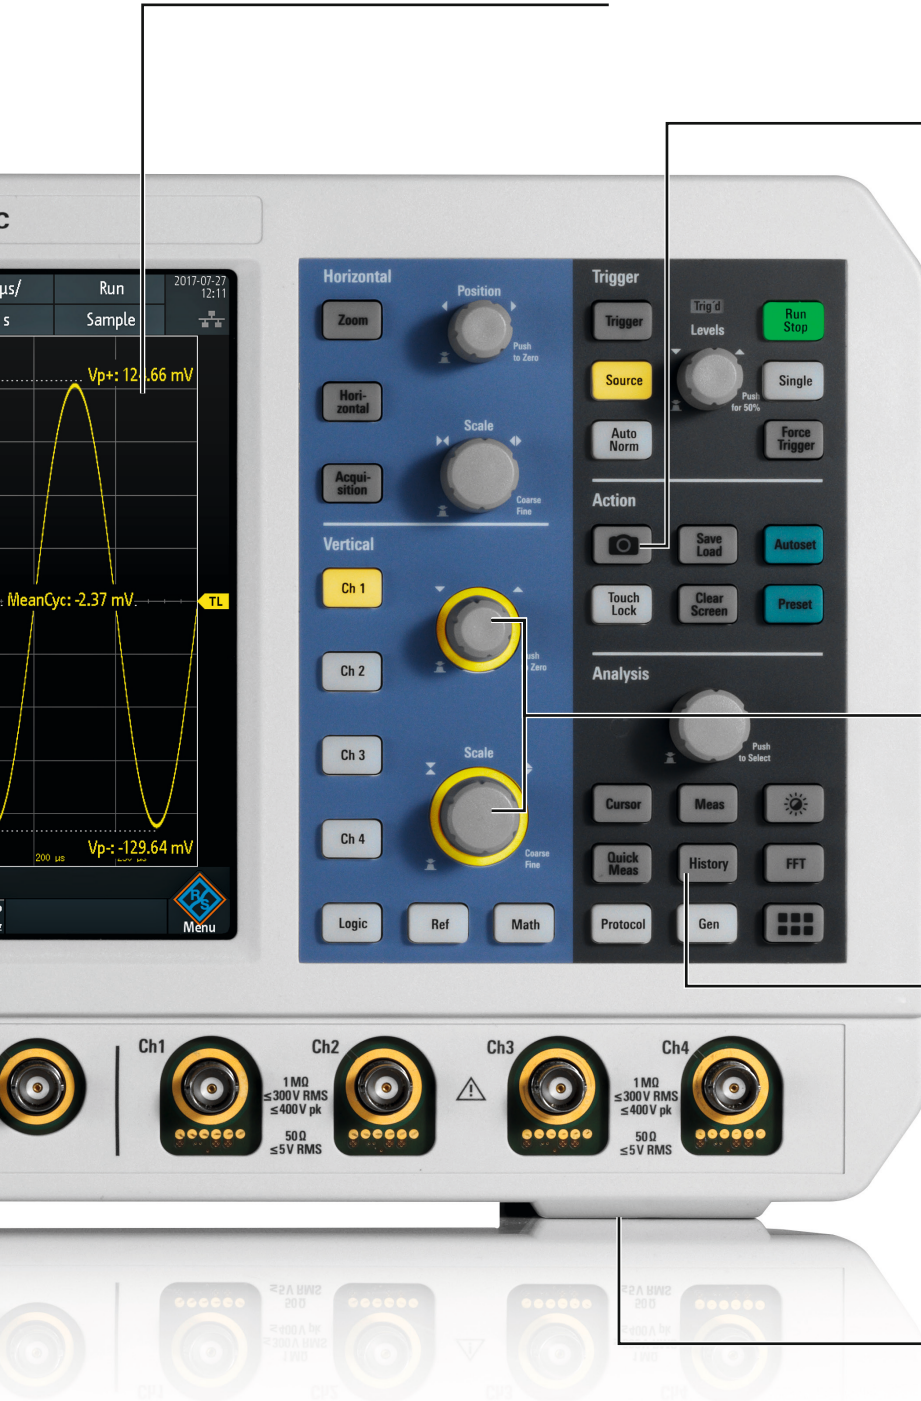 C
µs/
Run
2017-07-27
12:11
s
Sample
Vp+: 12
.66 mV
MeanCyc: -2.37 mV
TL
Vp-: -129.64 mV
200 µs
R
S
Menu
Horizontal
Zoom
Position
Push
to Zero
Hori-
zontal
Scale
Acqui-
sition
Coarse
Fine
Vertical
Ch 1
Push
to Zero
Ch 2
Ch 3
Scale
Ch 4
Coarse
Fine
Logic
Ref
Math
Trigger
Trigger
Trig'd
Levels
Run
Stop
Source
Push
for 50%
Single
Auto
Norm
Force
Trigger
Action
Save
Load
Autoset
Touch
Lock
Clear
Screen
Preset
Analysis
Push
to Select
Cursor
Meas
Quick
Meas
History
FFT
Protocol
Gen
Ch1
1 MΩ
≤300 V RMS
≤400 V pk
50 Ω
≤5 V RMS
Ch2
Ch3
1 MΩ
≤300 V RMS
≤400 V pk
50 Ω
≤5 V RMS
Ch4